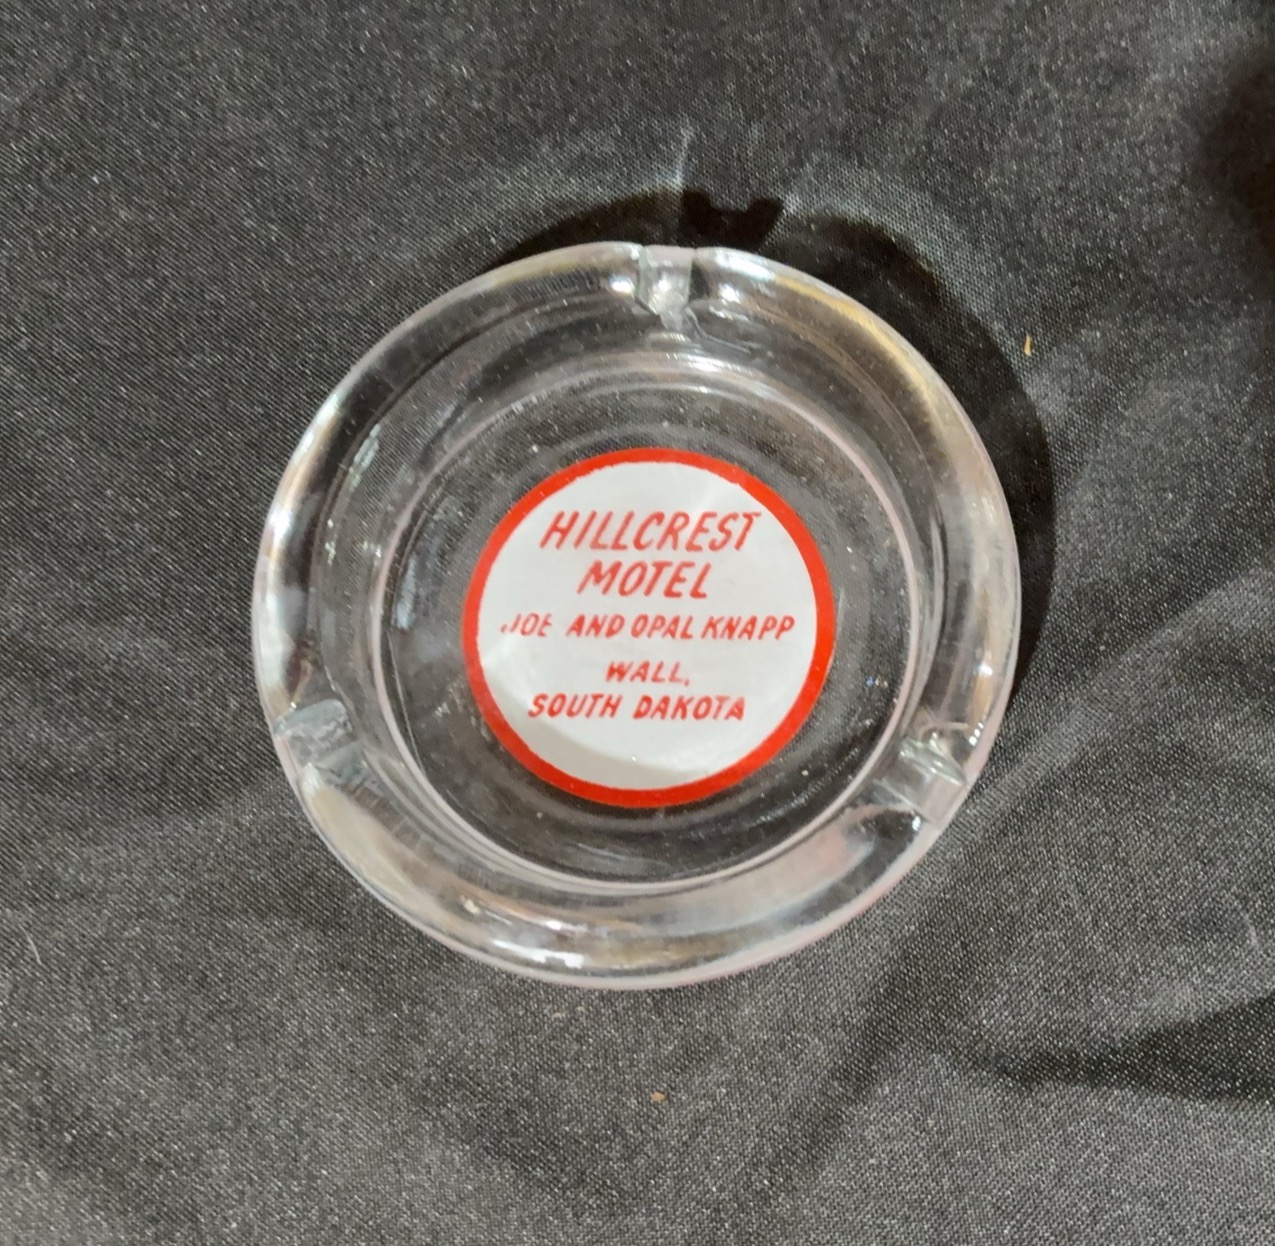 HILLCREST
MOTEL
JOE AND OPAL KNAPP
WALL,
SOUTH DAKOTA